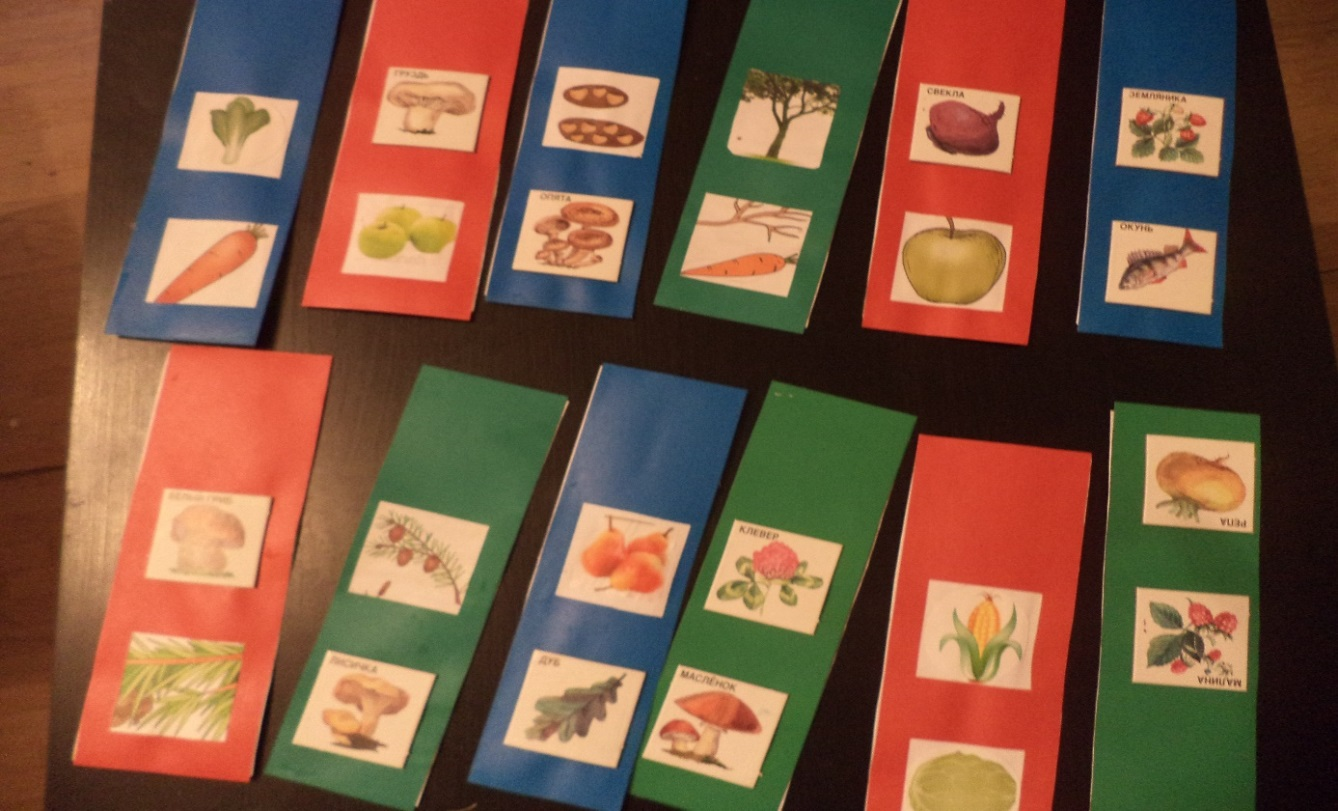 ГРУЗДЬ
СВЕКЛА
ЗЕМЛЯНИКА
ОПЯТА
ОКУНЬ
БЕЛЫЙ ГРИБ
КЛЕВЕР
РЕПА
ЛИСИЧКА
ДУБ
МАСЛЁНОК
МАЛИНА